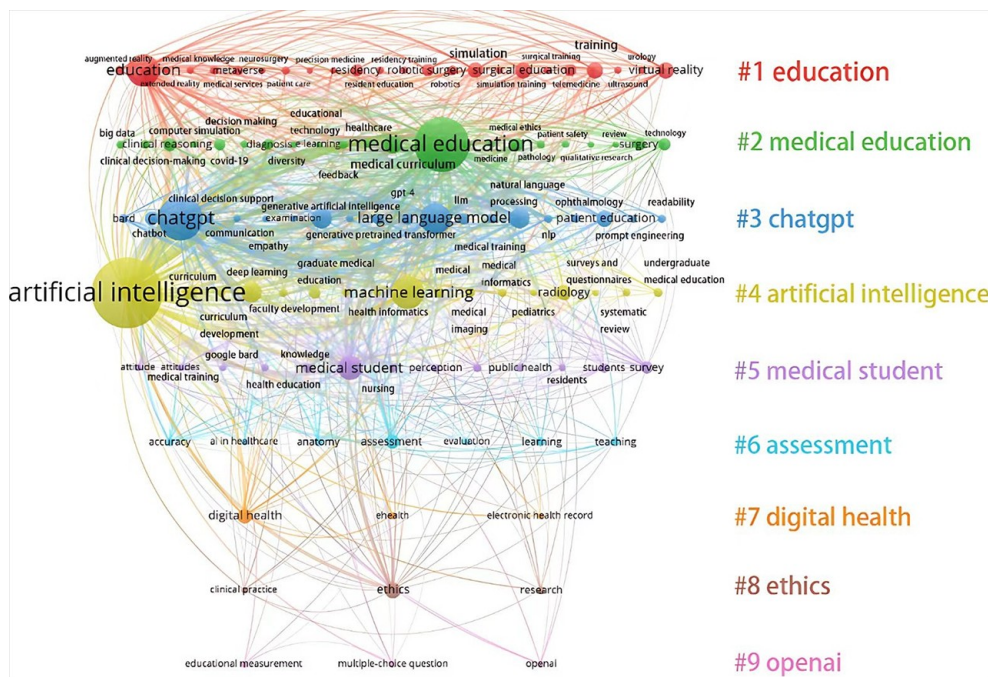 augmented reality medical knowledge neurosurgery precision medicine residency training simulation surgical training training urology
education metaverse residency robotic surgery surgical education virtual reality
extended reality medical services patient care resident education robotics simulation training telemedicine ultrasound
#1 education
big data computer simulation decision making educational technology healthcare medical ethics patient safety review technology
clinical reasoning diagnosis e learning medical education surgery
clinical decision-making covid-19 diversity feedback medical curriculum medicine pathology qualitative research
#2 medical education
clinical decision support generative artificial intelligence gpt-4 llm natural language processing ophthalmology readability
bard chatgpt examination large language model patient education
chatbot communication empathy generative pretrained transformer medical training nlp prompt engineering
#3 chatgpt
curriculum deep learning graduate medical education medical medical informatics surveys and questionnaires undergraduate medical education
artificial intelligence machine learning radiology
curriculum development faculty development health informatics medical imaging pediatrics systematic review
#4 artificial intelligence
google bard knowledge
attitude attitudes medical student perception public health students survey
medical training health education nursing residents
#5 medical student
accuracy ai in healthcare anatomy assessment evaluation learning teaching
#6 assessment
digital health ehealth electronic health record
#7 digital health
clinical practice ethics research
#8 ethics
educational measurement multiple-choice question openai
#9 openai